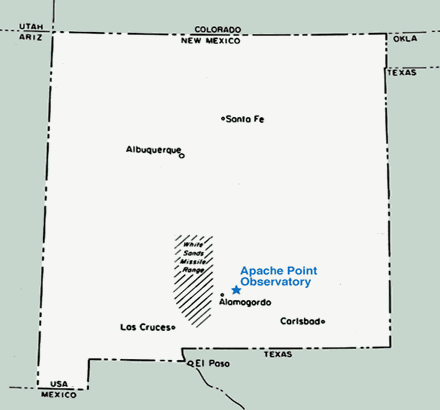 UTAH
COLORADO
ARIZ
NEW MEXICO
OKLA
TEXAS
Santa Fe
Albuquerque
White
Sands
Missile
Range
Apache Point
Observatory
Alamogordo
Las Cruces
Carlsbad
TEXAS
El Paso
USA
MEXICO